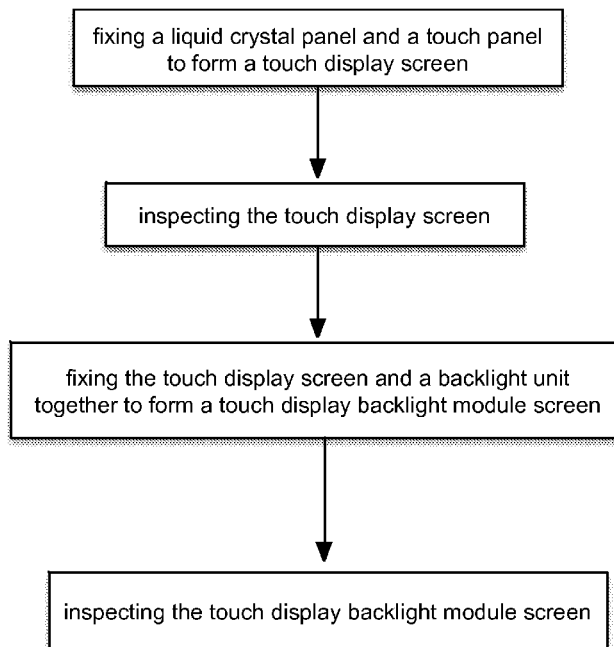 fixing a liquid crystal panel and a touch panel
to form a touch display screen
inspecting the touch display screen
fixing the touch display screen and a backlight unit
together to form a touch display backlight module screen
inspecting the touch display backlight module screen